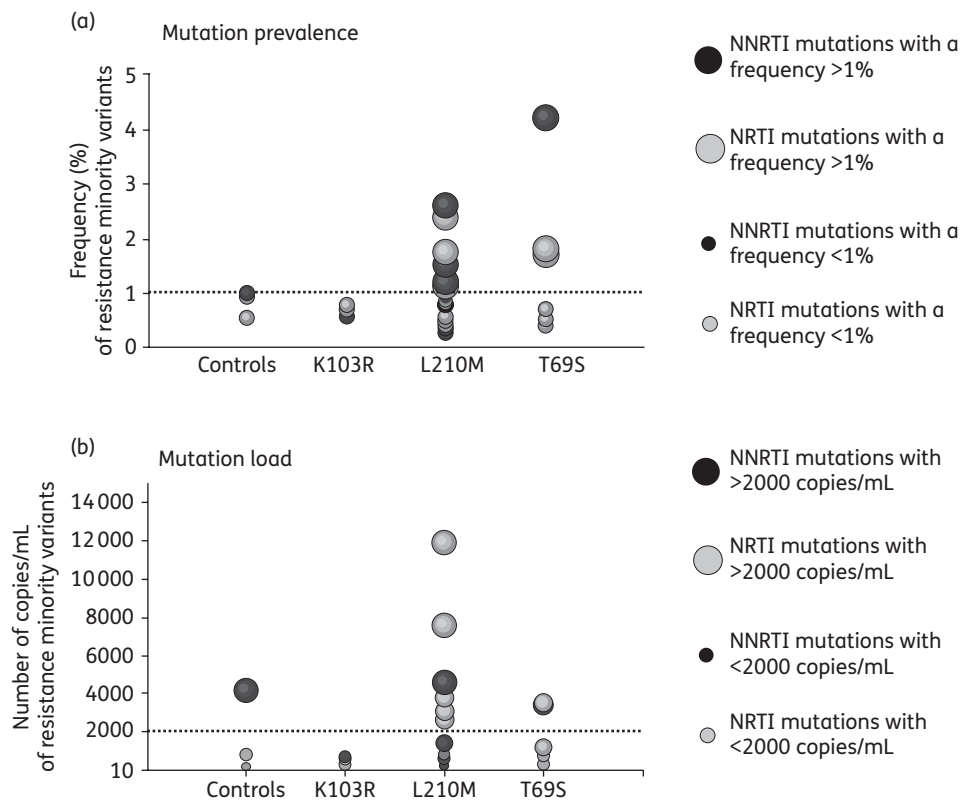 (a)
Mutation prevalence
Frequency (%)
of resistance minority variants
5
4
3
2
1
0
Controls K103R L210M T69S
NNRTI mutations with a
frequency >1%
NRTI mutations with a
frequency >1%
NNRTI mutations with a
frequency <1%
NRTI mutations with a
frequency <1%
(b)
Mutation load
Number of copies/mL
of resistance minority variants
14 000
12 000
10 000
8000
6000
4000
2000
10
Controls K103R L210M T69S
NNRTI mutations with
>2000 copies/mL
NRTI mutations with
>2000 copies/mL
NNRTI mutations with
<2000 copies/mL
NRTI mutations with
<2000 copies/mL